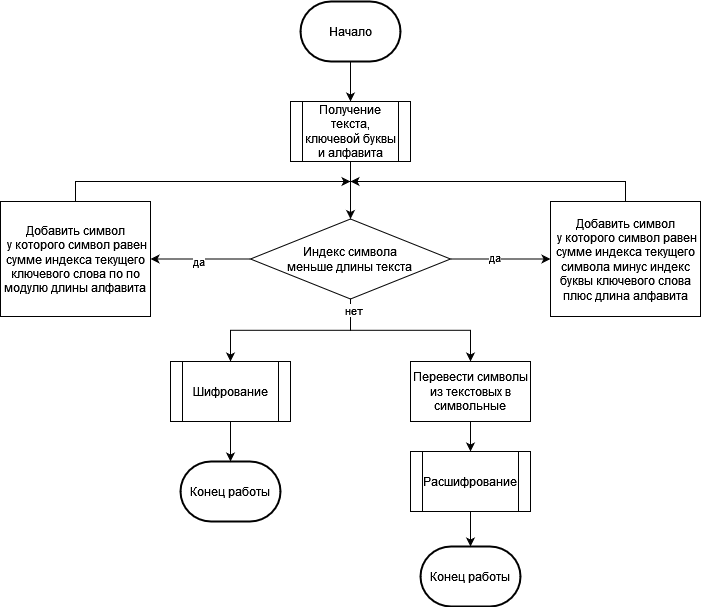 Начало
Получение
текста,
ключевой буквы
и алфавита
Добавить символ
у которого символ равен
сумме индекса текущего
ключевого слова по по
модулю длины алфавита
да
Индекс символа
меньше длины текста
да
Добавить символ
у которого символ равен
сумме индекса текущего
символа минус индекс
буквы ключевого слова
плюс длина алфавита
нет
Шифрование
Перевести символы
из текстовых в
символьные
Конец работы
Расшифрование
Конец работы